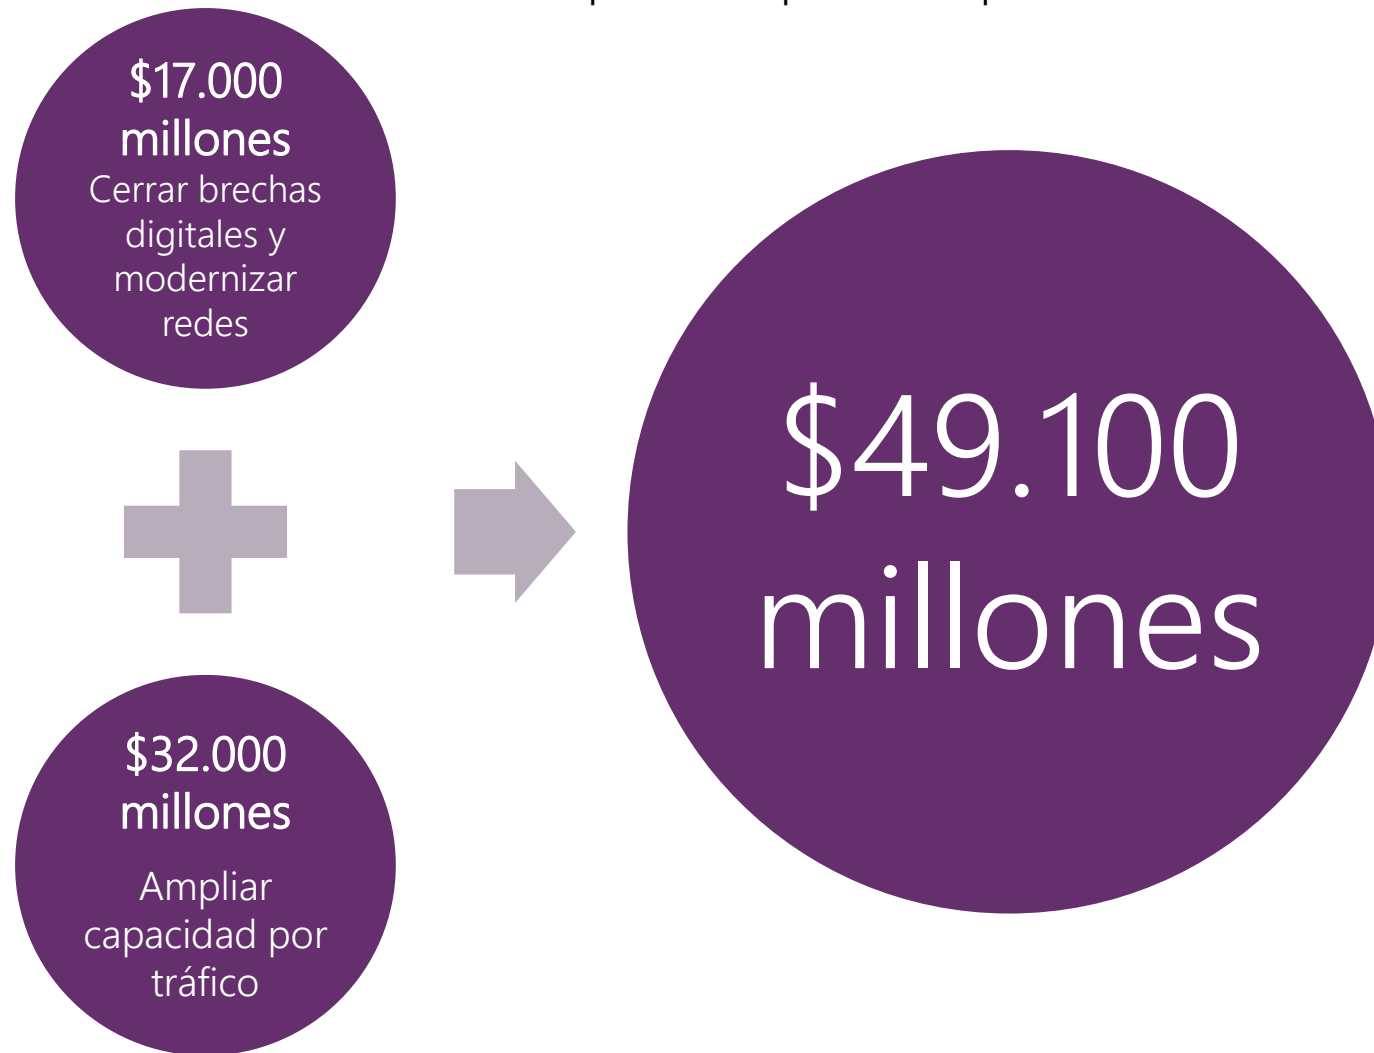 $17.000
millones
Cerrar brechas
digitales y
modernizar
redes
$32.000
millones
Ampliar
capacidad por
tráfico
$49.100
millones